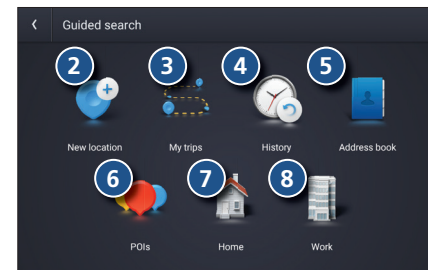 Guided search
2 3 4 5
New location My trips History Address book
6 7 8
POIs Home Work